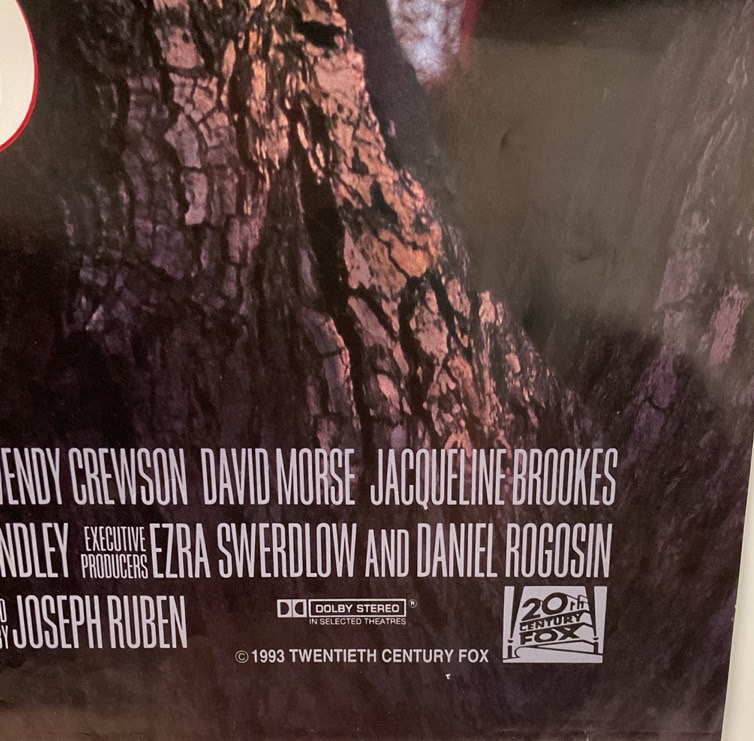 ENDY CREWSON DAVID MORSE JACQUELINE BROOKES
NDLEY EXECUTIVE PRODUCERS EZRA SWERDLOW AND DANIEL ROGOSIN
JOSEPH RUBEN
DOLBY STEREO ®
IN SELECTED THEATRES
© 1993 TWENTIETH CENTURY FOX
20TH
CENTURY
FOX